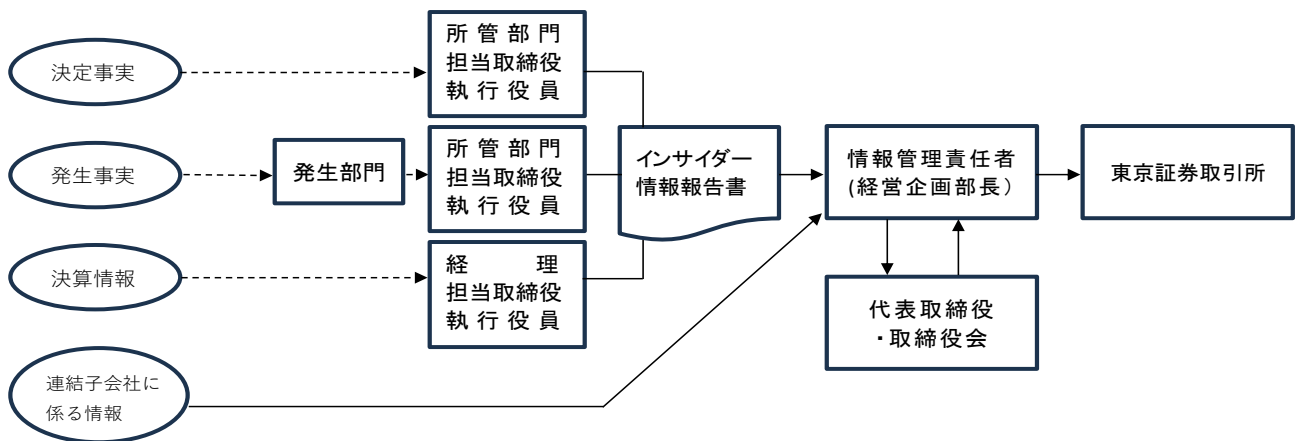 決定事実
所管部門
担当取締役
執行役員
発生事実
発生部門
所管部門
担当取締役
執行役員
決算情報
経　　　理
担当取締役
執行役員
連結子会社に
係る情報
インサイダー
情報報告書
情報管理責任者
(経営企画部長）
代表取締役
・取締役会
東京証券取引所